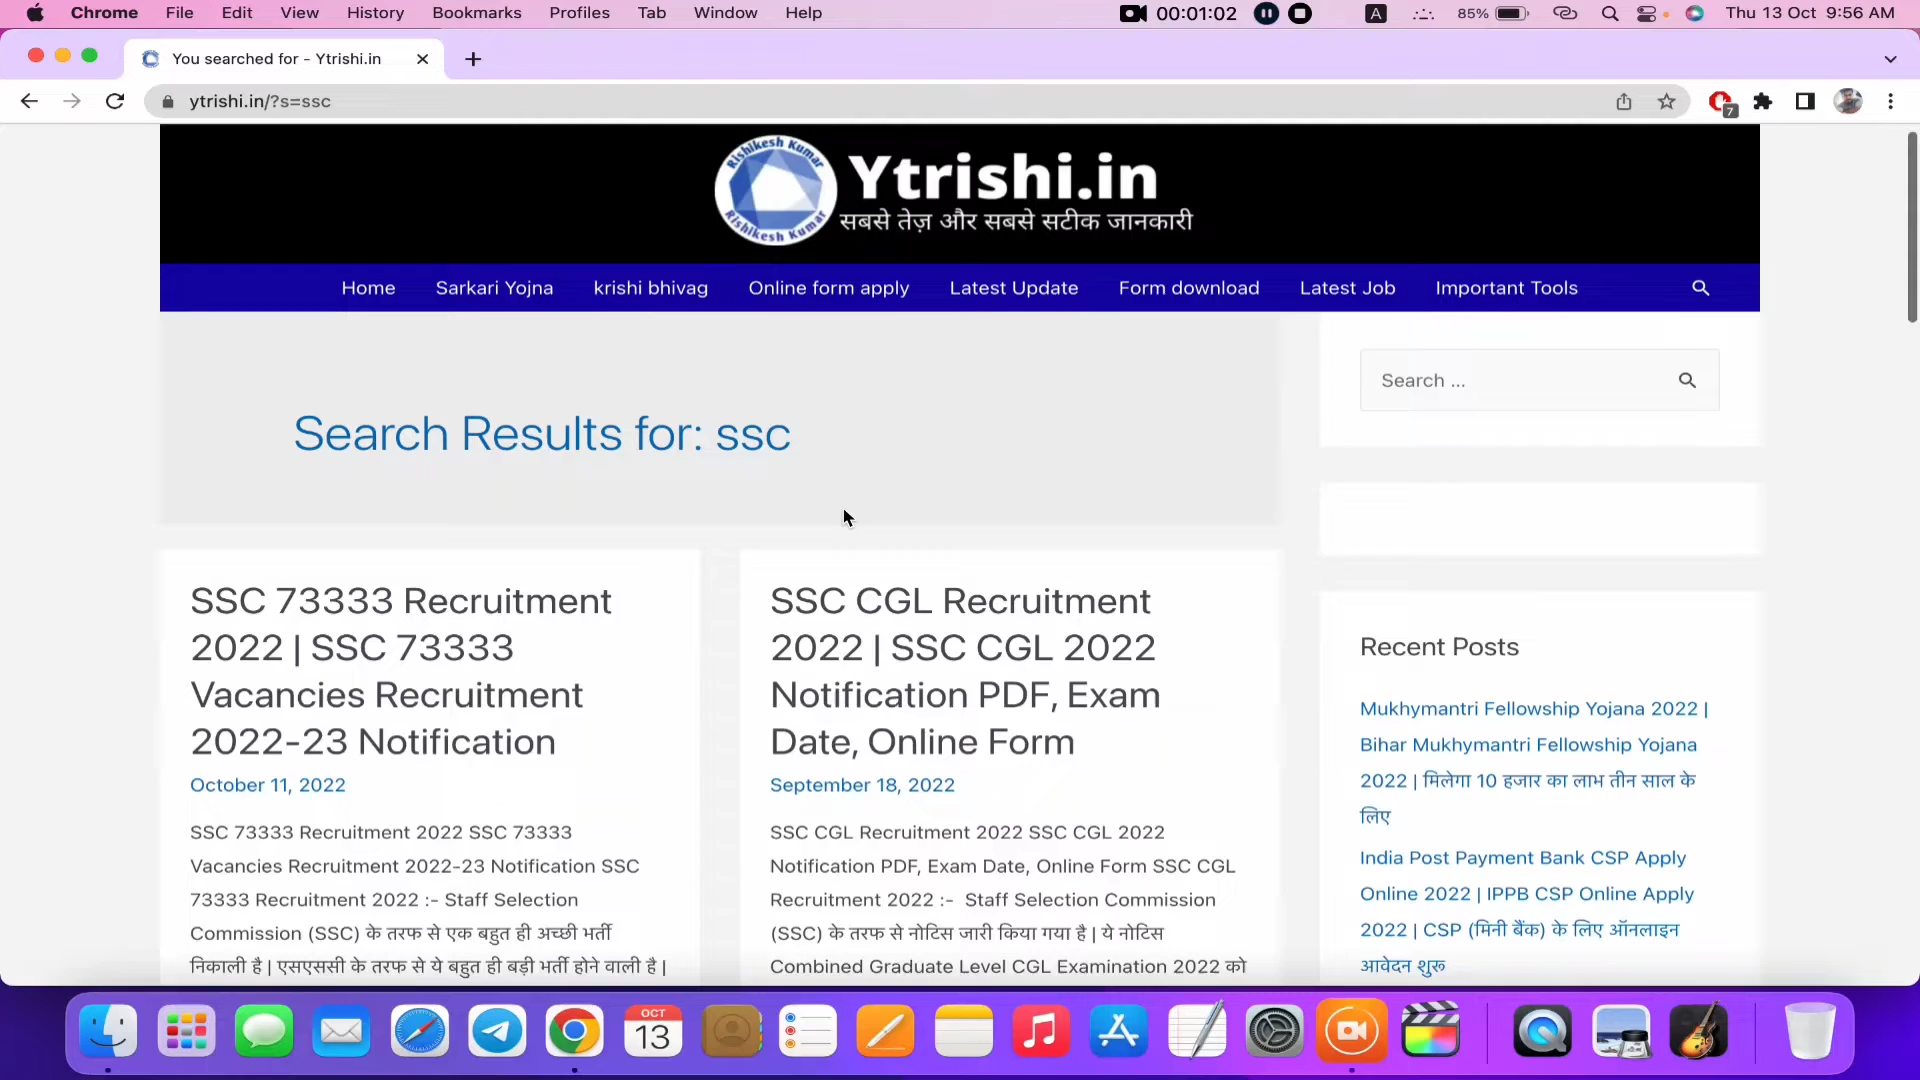 Chrome File Edit View History Bookmarks Profiles Tab Window Help 00:01:02 A 85% Thu 13 Oct 9:56 AM
You searched for - Ytrishi.in
ytrishi.in/?s=ssc
7
Rishikesh Kumar
Rishikesh Kumar
Ytrishi.in
सबसे तेज़ और सबसे सटीक जानकारी
Home Sarkari Yojna krishi bhivag Online form apply Latest Update Form download Latest Job Important Tools
Search Results for: ssc
SSC 73333 Recruitment
2022 | SSC 73333
Vacancies Recruitment
2022-23 Notification
October 11, 2022
SSC 73333 Recruitment 2022 SSC 73333
Vacancies Recruitment 2022-23 Notification SSC
73333 Recruitment 2022 :- Staff Selection
Commission (SSC) के तरफ से एक बहुत ही अच्छी भर्ती
निकाली है | एसएससी के तरफ से ये बहुत ही बड़ी भर्ती होने वाली है |
SSC CGL Recruitment
2022 | SSC CGL 2022
Notification PDF, Exam
Date, Online Form
September 18, 2022
SSC CGL Recruitment 2022 SSC CGL 2022
Notification PDF, Exam Date, Online Form SSC CGL
Recruitment 2022 :- Staff Selection Commission
(SSC) के तरफ से नोटिस जारी किया गया है | ये नोटिस
Combined Graduate Level CGL Examination 2022 को
Search ...
Recent Posts
Mukhymantri Fellowship Yojana 2022 |
Bihar Mukhymantri Fellowship Yojana
2022 | मिलेगा 10 हजार का लाभ तीन साल के
लिए
India Post Payment Bank CSP Apply
Online 2022 | IPPB CSP Online Apply
2022 | CSP (मिनी बैंक) के लिए ऑनलाइन
आवेदन शुरू
OCT
13